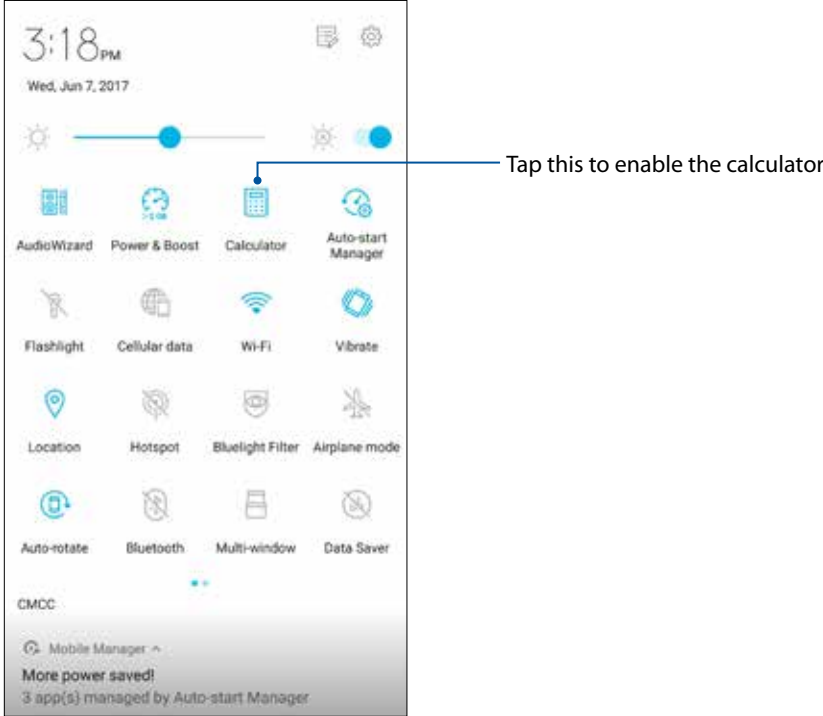 3:18PM
Wed, Jun 7, 2017
Tap this to enable the calculator
AudioWizard
Power & Boost
Calculator
Auto-start
Manager
Flashlight
Cellular data
Wi-Fi
Vibrate
Location
Hotspot
Bluelight Filter
Airplane mode
Auto-rotate
Bluetooth
Multi-window
Data Saver
CMCC
Mobile Manager
More power saved!
3 app(s) managed by Auto-start Manager